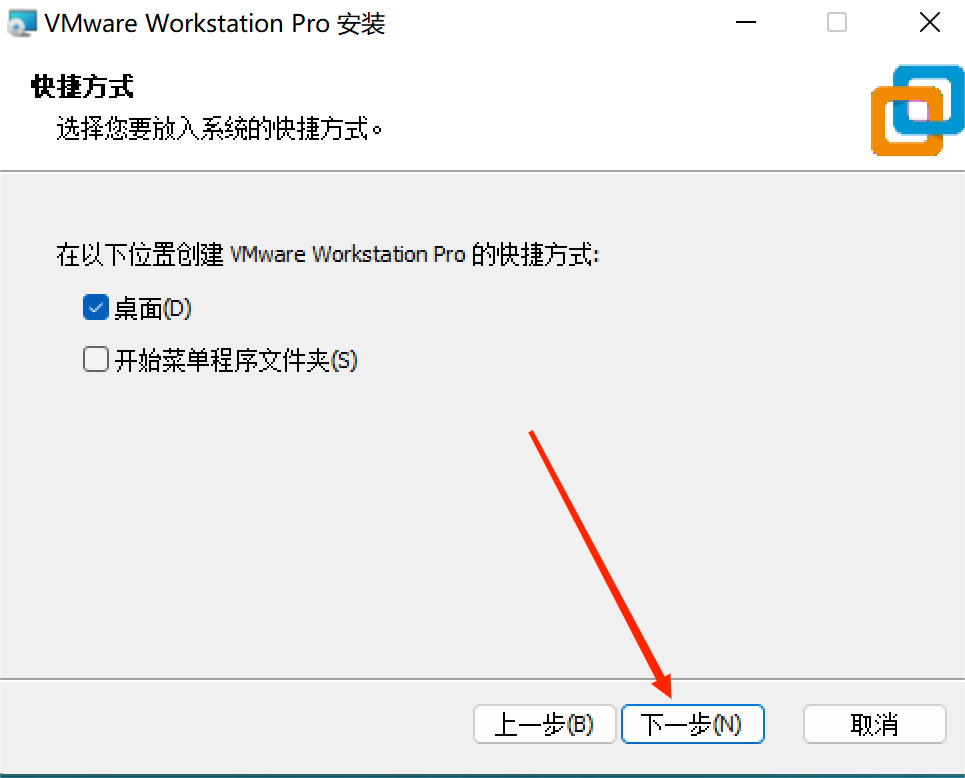 VMware Workstation Pro 安装
快捷方式
选择您要放入系统的快捷方式。
在以下位置创建 VMware Workstation Pro 的快捷方式:
桌面(D)
开始菜单程序文件夹(S)
上一步(B) 下一步(N) 取消